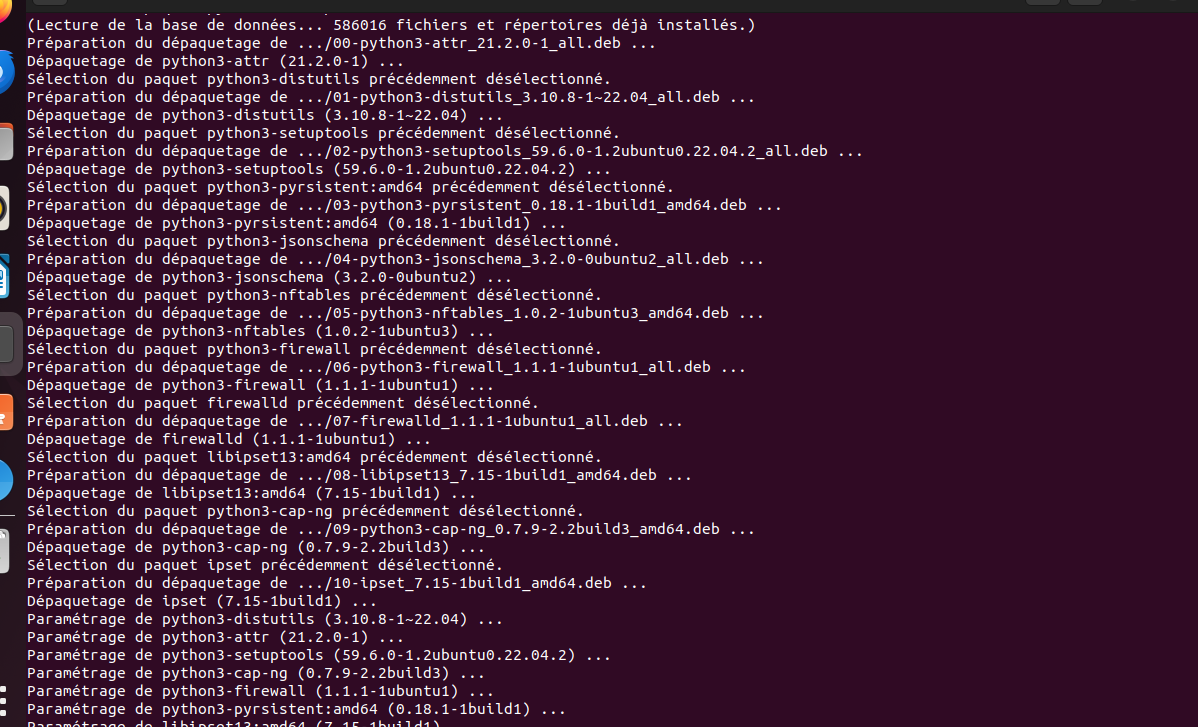 (Lecture de la base de données... 586016 fichiers et répertoires déjà installés.)
Préparation du dépaquetage de .../00-python3-attr_21.2.0-1_all.deb ...
Dépaquetage de python3-attr (21.2.0-1) ...
Sélection du paquet python3-distutils précédemment désélectionné.
Préparation du dépaquetage de .../01-python3-distutils_3.10.8-1~22.04_all.deb ...
Dépaquetage de python3-distutils (3.10.8-1~22.04) ...
Sélection du paquet python3-setuptools précédemment désélectionné.
Préparation du dépaquetage de .../02-python3-setuptools_59.6.0-1.2ubuntu0.22.04.2_all.deb ...
Dépaquetage de python3-setuptools (59.6.0-1.2ubuntu0.22.04.2) ...
Sélection du paquet python3-pyrsistent:amd64 précédemment désélectionné.
Préparation du dépaquetage de .../03-python3-pyrsistent_0.18.1-1build1_amd64.deb ...
Dépaquetage de python3-pyrsistent:amd64 (0.18.1-1build1) ...
Sélection du paquet python3-jsonschema précédemment désélectionné.
Préparation du dépaquetage de .../04-python3-jsonschema_3.2.0-0ubuntu2_all.deb ...
Dépaquetage de python3-jsonschema (3.2.0-0ubuntu2) ...
Sélection du paquet python3-nftables précédemment désélectionné.
Préparation du dépaquetage de .../05-python3-nftables_1.0.2-1ubuntu3_amd64.deb ...
Dépaquetage de python3-nftables (1.0.2-1ubuntu3) ...
Sélection du paquet python3-firewall précédemment désélectionné.
Préparation du dépaquetage de .../06-python3-firewall_1.1.1-1ubuntu1_all.deb ...
Dépaquetage de python3-firewall (1.1.1-1ubuntu1) ...
Sélection du paquet firewalld précédemment désélectionné.
Préparation du dépaquetage de .../07-firewalld_1.1.1-1ubuntu1_all.deb ...
Dépaquetage de firewalld (1.1.1-1ubuntu1) ...
Sélection du paquet libipset13:amd64 précédemment désélectionné.
Préparation du dépaquetage de .../08-libipset13_7.15-1build1_amd64.deb ...
Dépaquetage de libipset13:amd64 (7.15-1build1) ...
Sélection du paquet python3-cap-ng précédemment désélectionné.
Préparation du dépaquetage de .../09-python3-cap-ng_0.7.9-2.2build3_amd64.deb ...
Dépaquetage de python3-cap-ng (0.7.9-2.2build3) ...
Sélection du paquet ipset précédemment désélectionné.
Préparation du dépaquetage de .../10-ipset_7.15-1build1_amd64.deb ...
Dépaquetage de ipset (7.15-1build1) ...
Paramétrage de python3-distutils (3.10.8-1~22.04) ...
Paramétrage de python3-attr (21.2.0-1) ...
Paramétrage de python3-setuptools (59.6.0-1.2ubuntu0.22.04.2) ...
Paramétrage de python3-cap-ng (0.7.9-2.2build3) ...
Paramétrage de python3-firewall (1.1.1-1ubuntu1) ...
Paramétrage de python3-pyrsistent:amd64 (0.18.1-1build1) ...
Paramétrage de libipset13:amd64 (7.15-1build1)